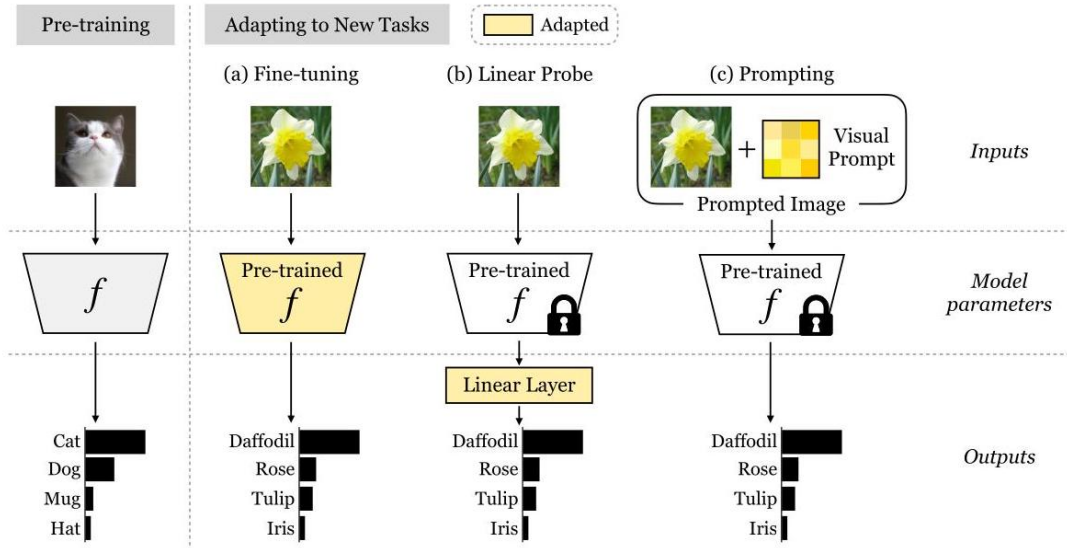 Pre-training
Adapting to New Tasks
Adapted
(a) Fine-tuning
(b) Linear Probe
(c) Prompting
+
Visual
Prompt
Prompted Image
Inputs
f
Pre-trained
f
Pre-trained
f
Pre-trained
f
Model
parameters
Linear Layer
Cat
Dog
Mug
Hat
Daffodil
Rose
Tulip
Iris
Daffodil
Rose
Tulip
Iris
Daffodil
Rose
Tulip
Iris
Outputs